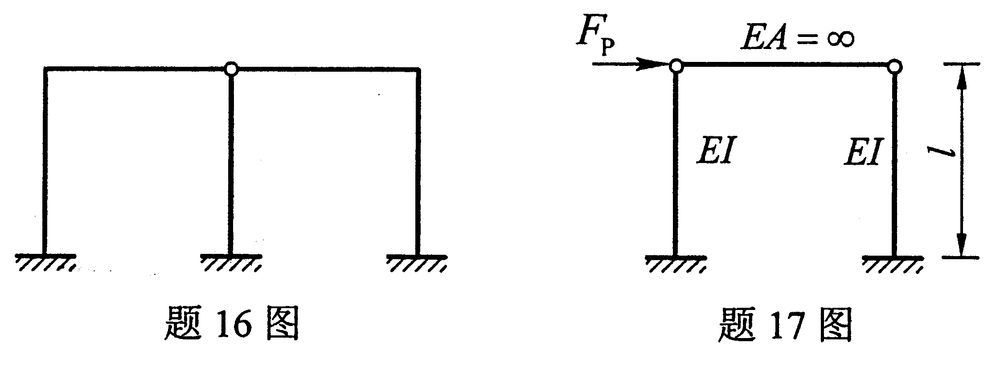 F_P
EA = ∞
EI
EI
l
题 16 图
题 17 图